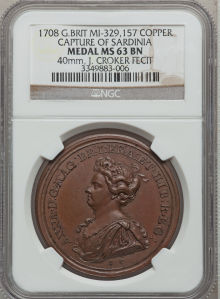 1708 G.BRIT MI-329,157 COPPER
CAPTURE OF SARDINIA
MEDAL MS 63 BN
40mm, J. CROKER FECIT
3349883-006
NGC